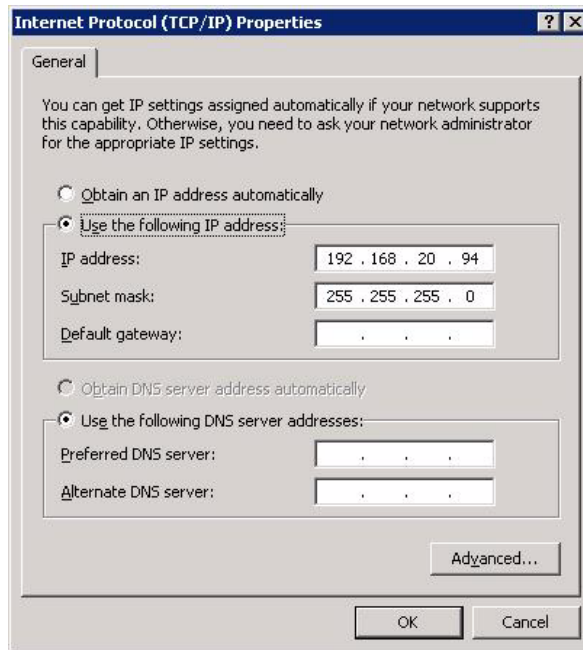 Internet Protocol (TCP/IP) Properties
General
You can get IP settings assigned automatically if your network supports
this capability. Otherwise, you need to ask your network administrator
for the appropriate IP settings.
Obtain an IP address automatically
Use the following IP address:
IP address: 192 . 168 . 20 . 94
Subnet mask: 255 . 255 . 255 . 0
Default gateway: . . .
Obtain DNS server address automatically
Use the following DNS server addresses:
Preferred DNS server: . . .
Alternate DNS server: . . .
Advanced...
OK Cancel